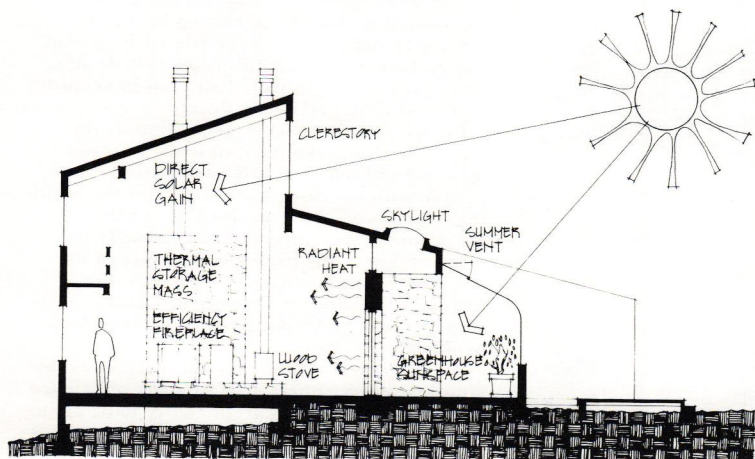 CLERESTORY
DIRECT
SOLAR
GAIN
SKYLIGHT
SUMMER
VENT
RADIANT
HEAT
THERMAL
STORAGE
MASS
EFFICIENCY
FIREPLACE
WOOD
STOVE
GREENHOUSE
SUNSPACE